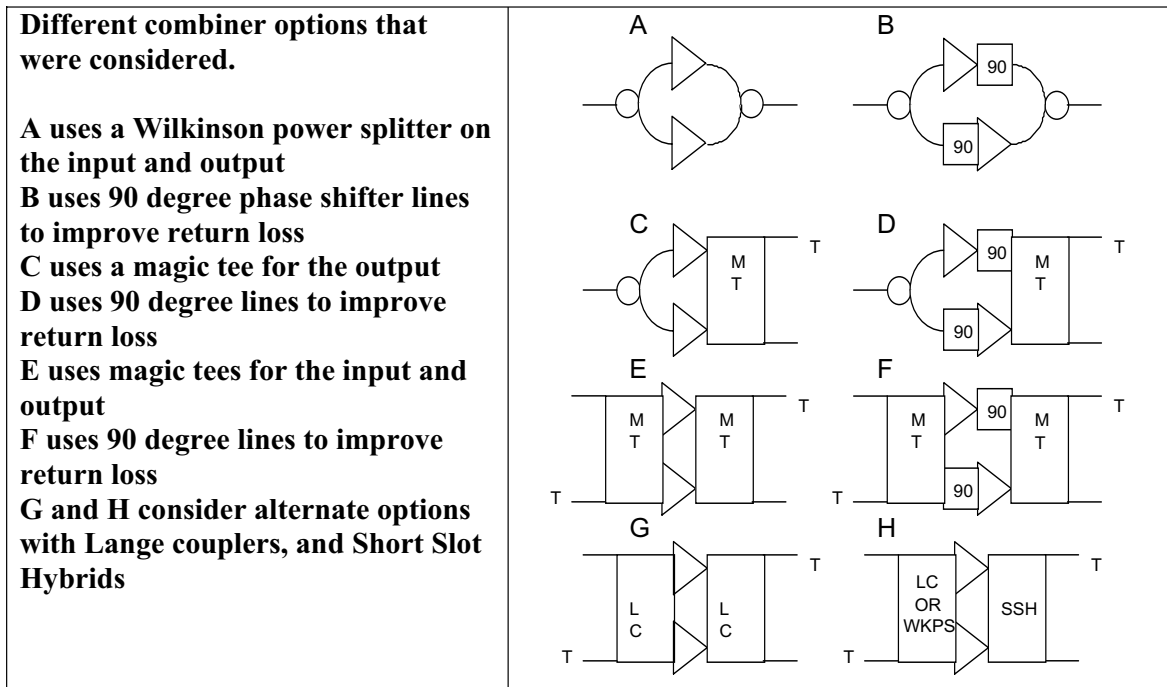 Different combiner options that
were considered.
A uses a Wilkinson power splitter on
the input and output
B uses 90 degree phase shifter lines
to improve return loss
C uses a magic tee for the output
D uses 90 degree lines to improve
return loss
E uses magic tees for the input and
output
F uses 90 degree lines to improve
return loss
G and H consider alternate options
with Lange couplers, and Short Slot
Hybrids
A
B
90
90
C
M
T
T
D
90
90
M
T
T
E
M
T
M
T
T
T
F
M
T
90
90
M
T
T
G
L
C
L
C
T
T
H
LC
OR
WKPS
SSH
T
T